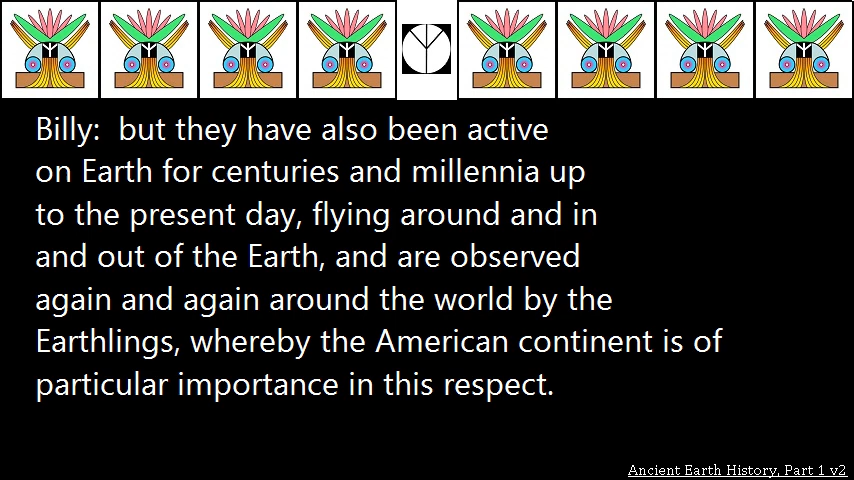 Billy:  but they have also been active
on Earth for centuries and millennia up
to the present day, flying around and in
and out of the Earth, and are observed
again and again around the world by the
Earthlings, whereby the American continent is of
particular importance in this respect.
Ancient Earth History, Part 1 v2